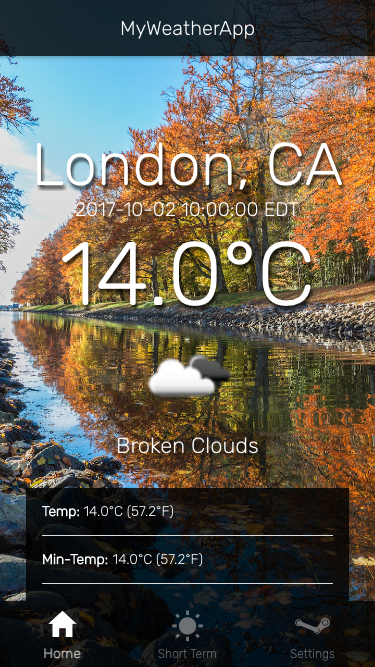 MyWeatherApp
London, CA
2017-10-02 10:00:00 EDT
14.0°C
Broken Clouds
Temp: 14.0°C (57.2°F)
Min-Temp: 14.0°C (57.2°F)
Home Short Term Settings